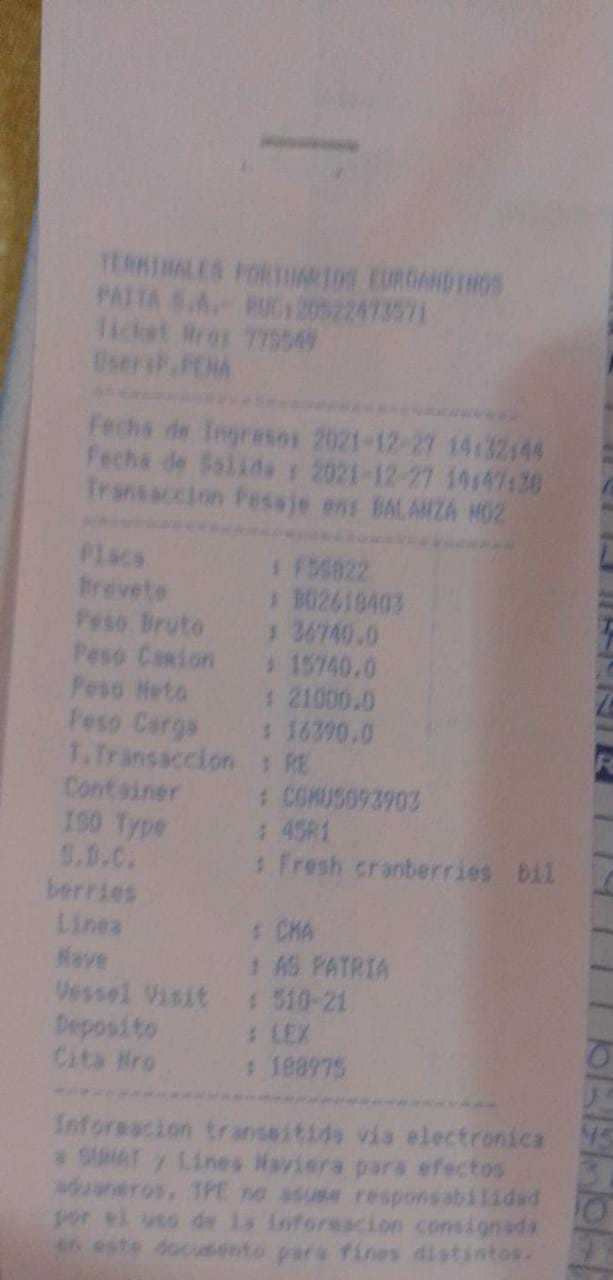 TERMINALES PORTUARIOS EUROANDINOS
PAITA S.A.- RUC:20522473571
Ticket Nro: 775549
User:P.PENA
Fecha de Ingreso: 2021-12-27 14:32:44
Fecha de Salida : 2021-12-27 14:47:38
Transaccion Pesaje en: BALANZA N02
Placa : F5S822
Brevete : B02618403
Peso Bruto : 36740.0
Peso Camion : 15740.0
Peso Neto : 21000.0
Peso Carga : 16390.0
T.Transaccion : RE
Container : CGMU5093903
ISO Type : 45R1
S.D.C. : Fresh cranberries bil
berries
Linea : CMA
Nave : AS PATRIA
Vessel Visit : 510-21
Deposito : LEX
Cita Nro : 188975
Informacion transmitida via electronica
a SUNAT y Linea Naviera para efectos
aduaneros. TPE no asume responsabilidad
por el uso de la informacion consignada
en este documento para fines distintos.